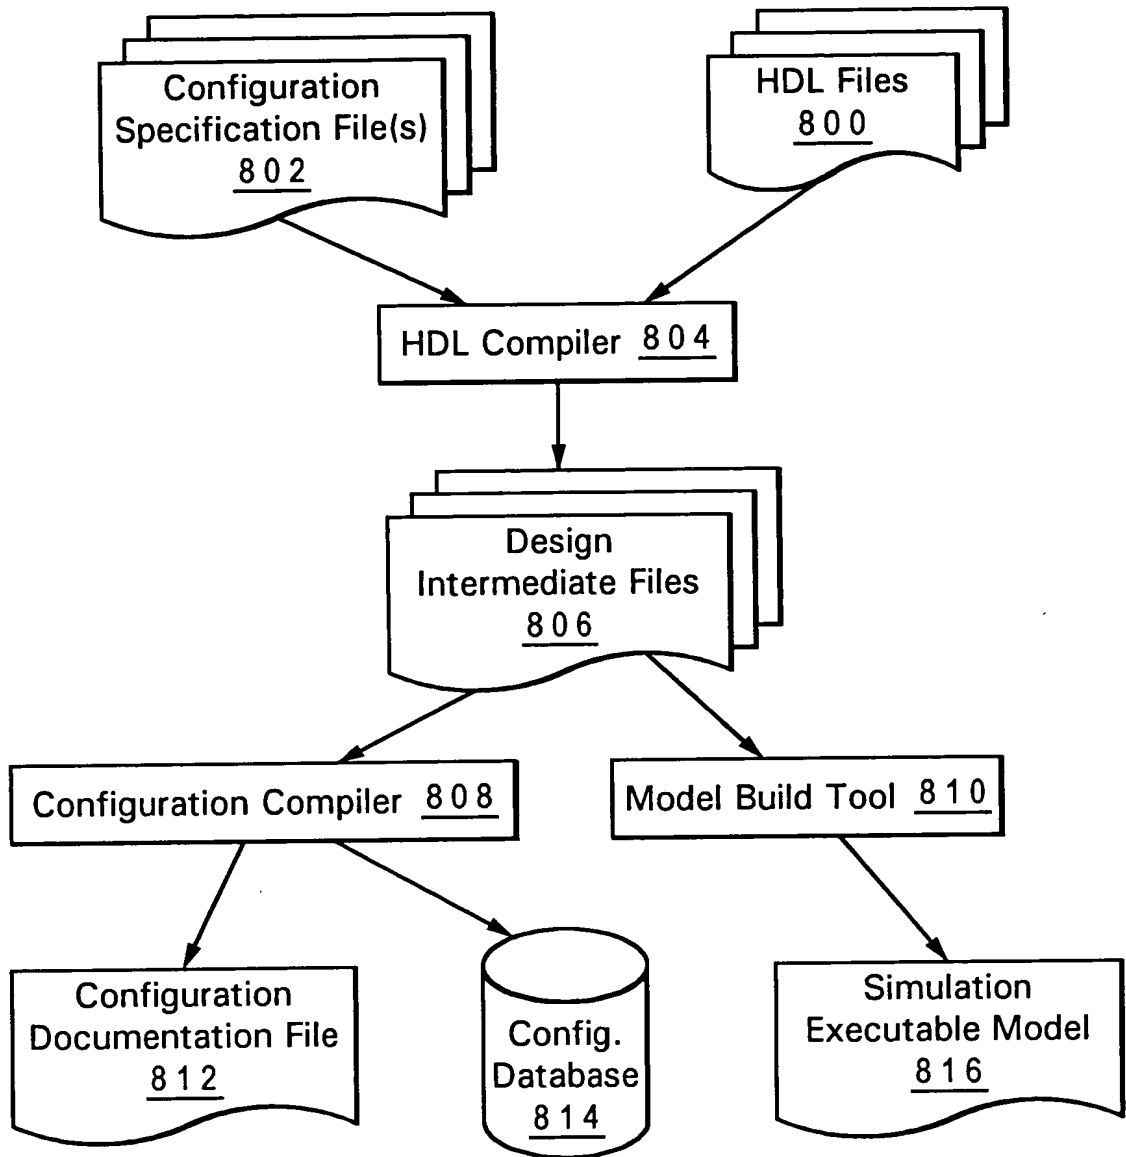 Configuration
Specification File(s)
802
HDL Files
800
HDL Compiler 804
Design
Intermediate Files
806
Configuration Compiler 808
Model Build Tool 810
Configuration
Documentation File
812
Config.
Database
814
Simulation
Executable Model
816